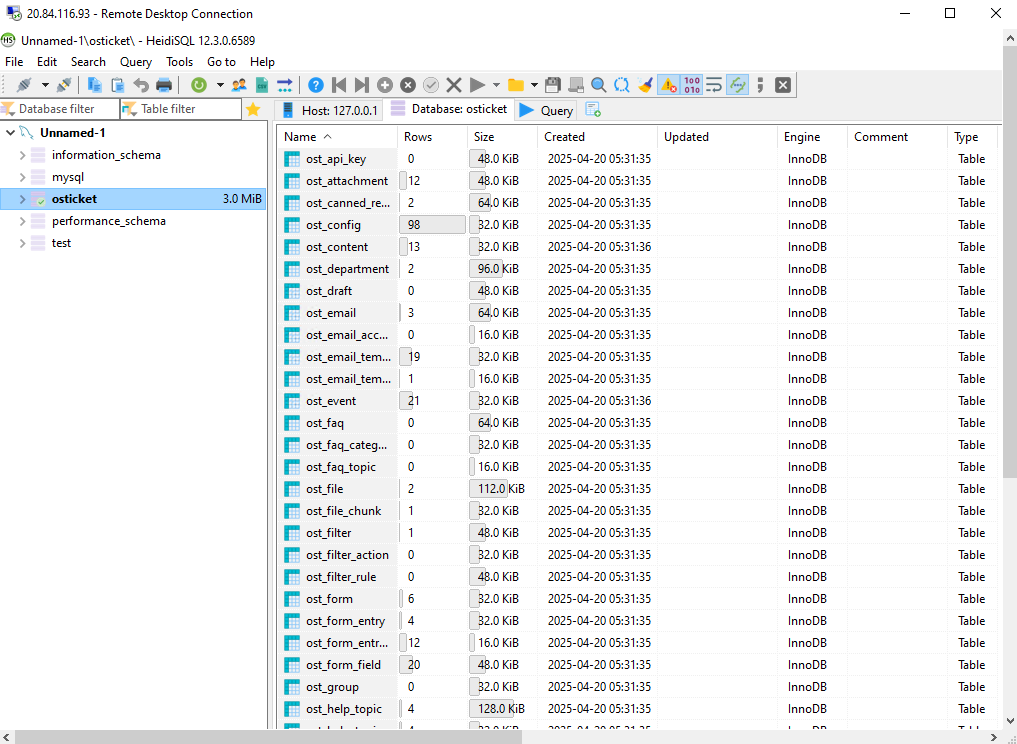 20.84.116.93 - Remote Desktop Connection
Unnamed-1\osticket\ - HeidiSQL 12.3.0.6589
File Edit Search Query Tools Go to Help
Database filter Table filter Host: 127.0.0.1 Database: osticket Query
Unnamed-1
information_schema
mysql
osticket 3.0 MiB
performance_schema
test
Name Rows Size Created Updated Engine Comment Type
ost_api_key 0 48.0 KiB 2025-04-20 05:31:35 InnoDB Table
ost_attachment 12 48.0 KiB 2025-04-20 05:31:35 InnoDB Table
ost_canned_re... 2 64.0 KiB 2025-04-20 05:31:35 InnoDB Table
ost_config 98 32.0 KiB 2025-04-20 05:31:35 InnoDB Table
ost_content 13 32.0 KiB 2025-04-20 05:31:36 InnoDB Table
ost_department 2 96.0 KiB 2025-04-20 05:31:35 InnoDB Table
ost_draft 0 48.0 KiB 2025-04-20 05:31:35 InnoDB Table
ost_email 3 64.0 KiB 2025-04-20 05:31:35 InnoDB Table
ost_email_acc... 0 16.0 KiB 2025-04-20 05:31:35 InnoDB Table
ost_email_tem... 19 32.0 KiB 2025-04-20 05:31:35 InnoDB Table
ost_email_tem... 1 16.0 KiB 2025-04-20 05:31:35 InnoDB Table
ost_event 21 32.0 KiB 2025-04-20 05:31:36 InnoDB Table
ost_faq 0 64.0 KiB 2025-04-20 05:31:35 InnoDB Table
ost_faq_categ... 0 32.0 KiB 2025-04-20 05:31:35 InnoDB Table
ost_faq_topic 0 16.0 KiB 2025-04-20 05:31:35 InnoDB Table
ost_file 2 112.0 KiB 2025-04-20 05:31:35 InnoDB Table
ost_file_chunk 1 32.0 KiB 2025-04-20 05:31:35 InnoDB Table
ost_filter 1 48.0 KiB 2025-04-20 05:31:35 InnoDB Table
ost_filter_action 0 32.0 KiB 2025-04-20 05:31:35 InnoDB Table
ost_filter_rule 0 48.0 KiB 2025-04-20 05:31:35 InnoDB Table
ost_form 6 32.0 KiB 2025-04-20 05:31:35 InnoDB Table
ost_form_entry 4 32.0 KiB 2025-04-20 05:31:35 InnoDB Table
ost_form_entr... 12 16.0 KiB 2025-04-20 05:31:35 InnoDB Table
ost_form_field 20 48.0 KiB 2025-04-20 05:31:35 InnoDB Table
ost_group 0 32.0 KiB 2025-04-20 05:31:35 InnoDB Table
ost_help_topic 4 128.0 KiB 2025-04-20 05:31:35 InnoDB Table